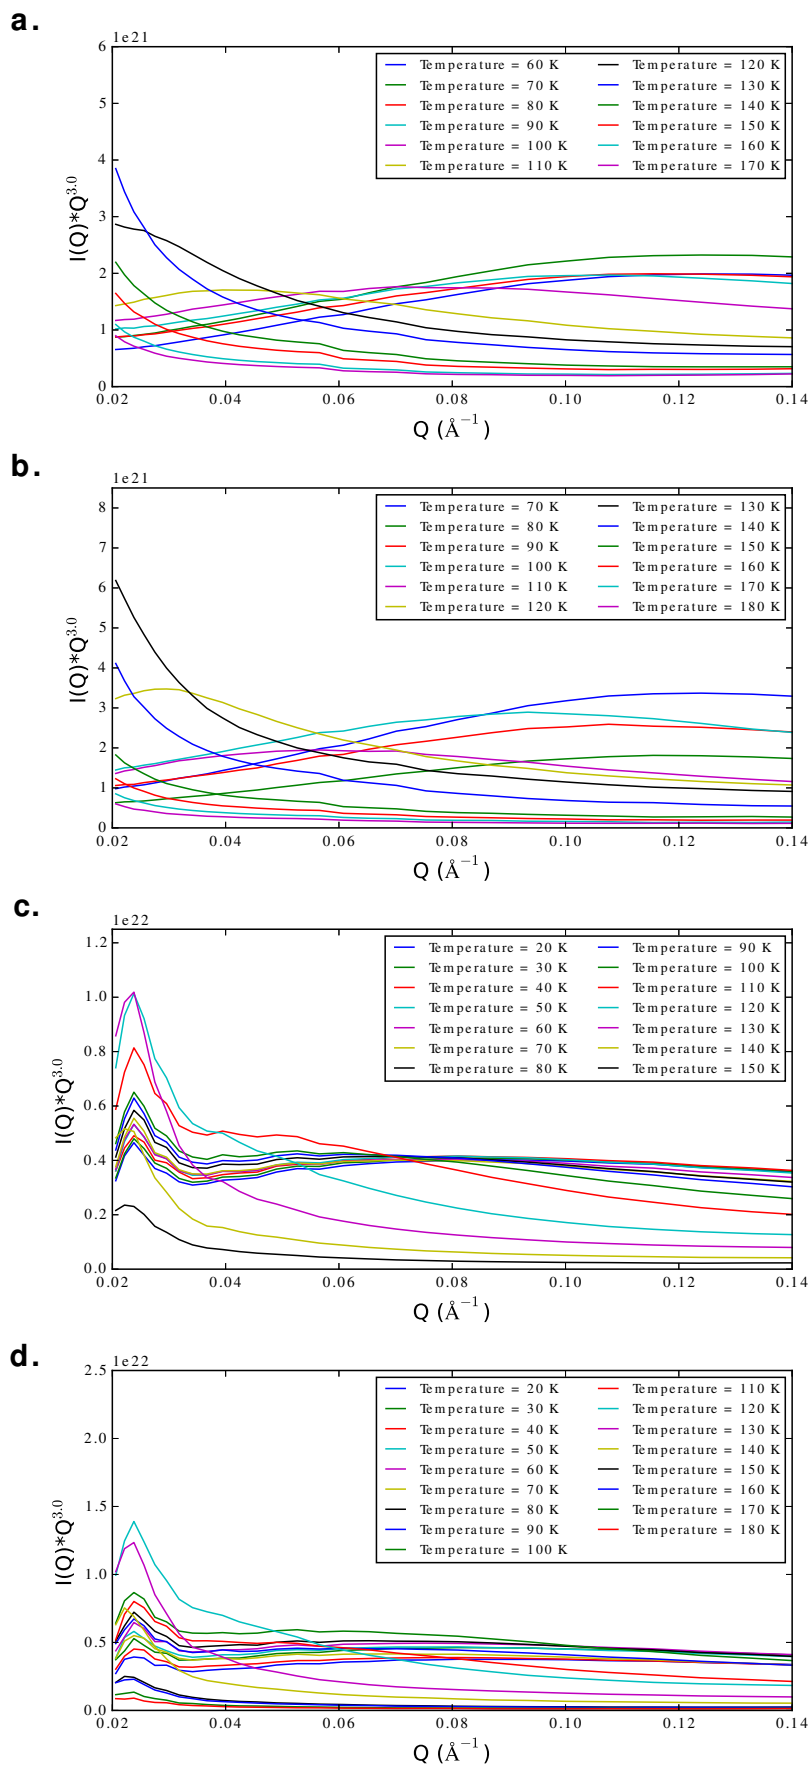 a.
1e21
6
5
4
3
2
1
0
I(Q)*Q^3.0
Temperature = 60 K
Temperature = 70 K
Temperature = 80 K
Temperature = 90 K
Temperature = 100 K
Temperature = 110 K
Temperature = 120 K
Temperature = 130 K
Temperature = 140 K
Temperature = 150 K
Temperature = 160 K
Temperature = 170 K
0.02 0.04 0.06 0.08 0.10 0.12 0.14
Q (Å⁻¹)
b.
1e21
8
7
6
5
4
3
2
1
0
I(Q)*Q^3.0
Temperature = 70 K
Temperature = 80 K
Temperature = 90 K
Temperature = 100 K
Temperature = 110 K
Temperature = 120 K
Temperature = 130 K
Temperature = 140 K
Temperature = 150 K
Temperature = 160 K
Temperature = 170 K
Temperature = 180 K
0.02 0.04 0.06 0.08 0.10 0.12 0.14
Q (Å⁻¹)
c.
1e22
1.2
1.0
0.8
0.6
0.4
0.2
0.0
I(Q)*Q^3.0
Temperature = 20 K
Temperature = 30 K
Temperature = 40 K
Temperature = 50 K
Temperature = 60 K
Temperature = 70 K
Temperature = 80 K
Temperature = 90 K
Temperature = 100 K
Temperature = 110 K
Temperature = 120 K
Temperature = 130 K
Temperature = 140 K
Temperature = 150 K
0.02 0.04 0.06 0.08 0.10 0.12 0.14
Q (Å⁻¹)
d.
1e22
2.5
2.0
1.5
1.0
0.5
0.0
I(Q)*Q^3.0
Temperature = 20 K
Temperature = 30 K
Temperature = 40 K
Temperature = 50 K
Temperature = 60 K
Temperature = 70 K
Temperature = 80 K
Temperature = 90 K
Temperature = 100 K
Temperature = 110 K
Temperature = 120 K
Temperature = 130 K
Temperature = 140 K
Temperature = 150 K
Temperature = 160 K
Temperature = 170 K
Temperature = 180 K
0.02 0.04 0.06 0.08 0.10 0.12 0.14
Q (Å⁻¹)